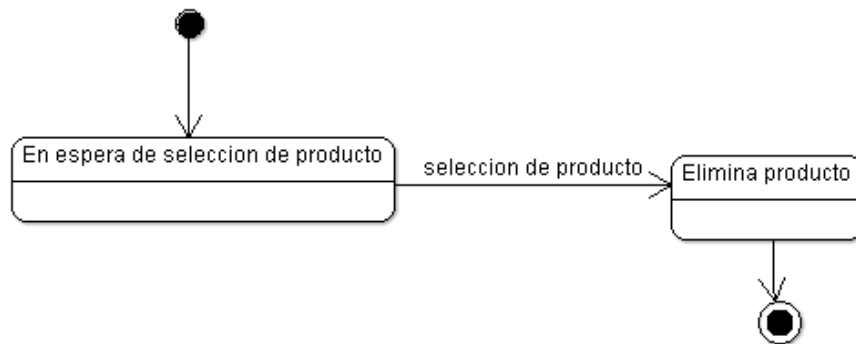 En espera de seleccion de producto
seleccion de producto
Elimina producto